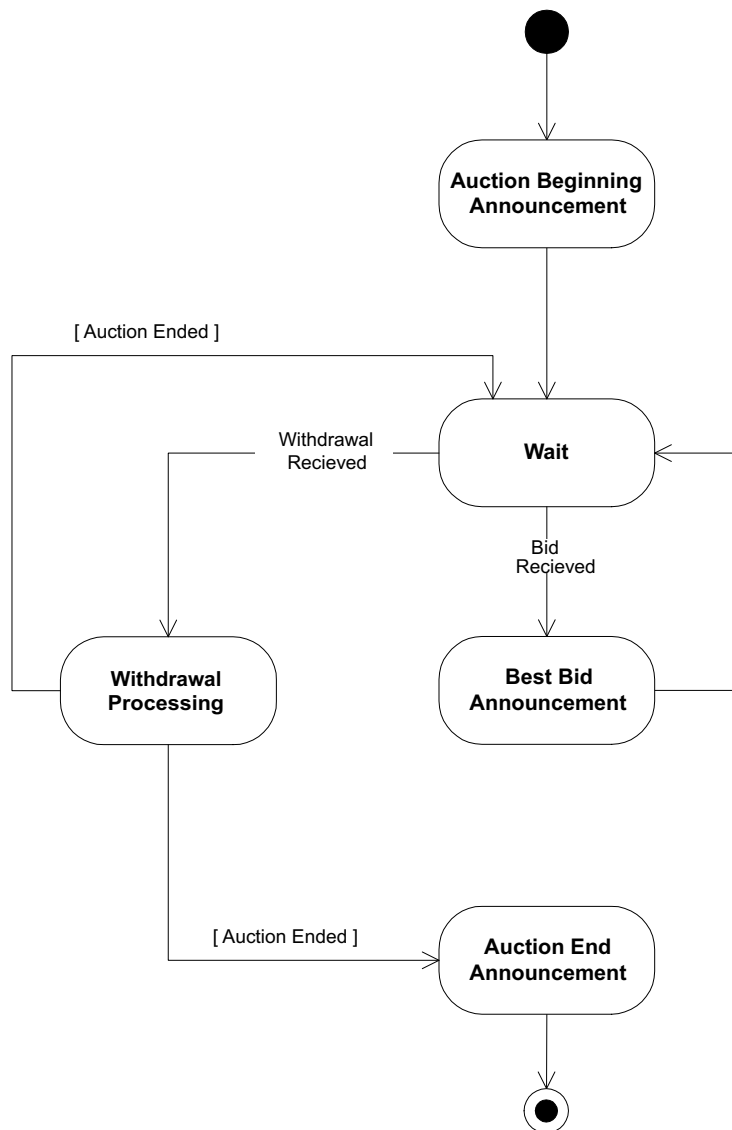 Auction Beginning
Announcement
[ Auction Ended ]
Withdrawal
Recieved
Wait
Bid
Recieved
Withdrawal
Processing
Best Bid
Announcement
[ Auction Ended ]
Auction End
Announcement